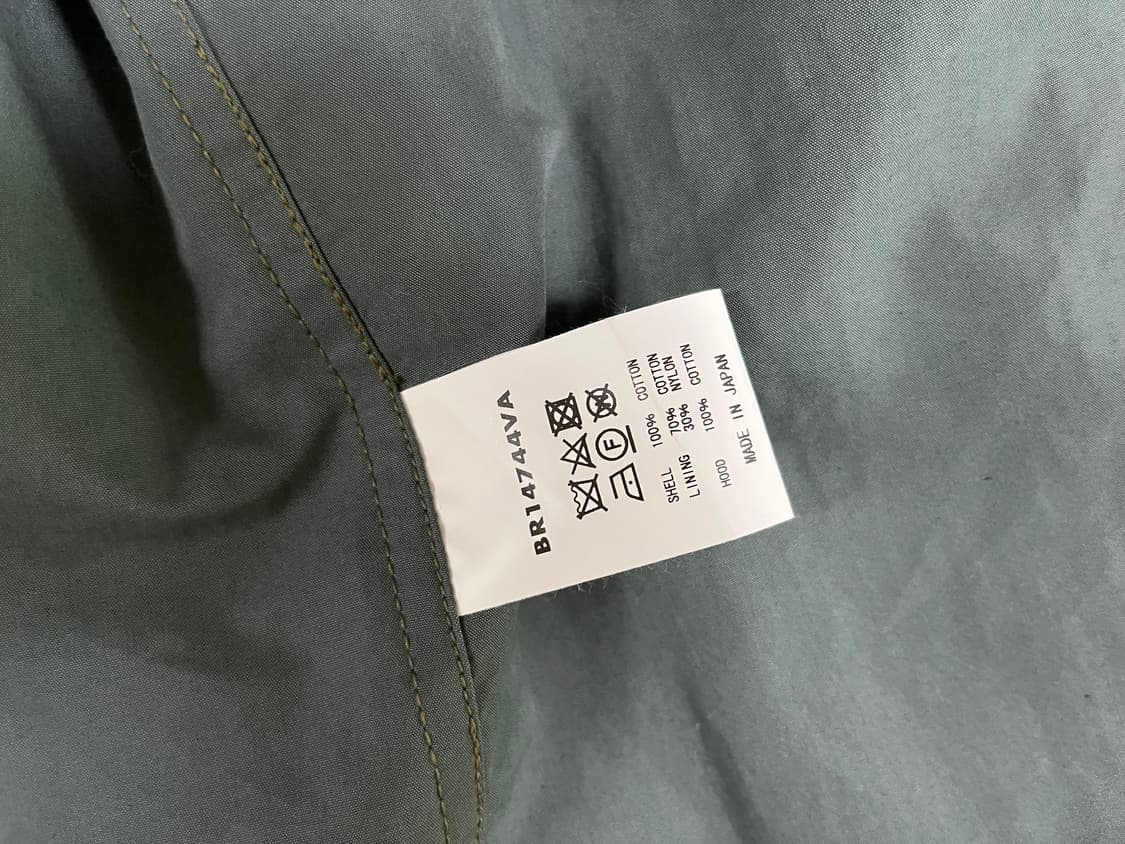 BR14744VA
F
SHELL 100% COTTON
LINING 70% COTTON
30% NYLON
HOOD 100% COTTON
MADE IN JAPAN